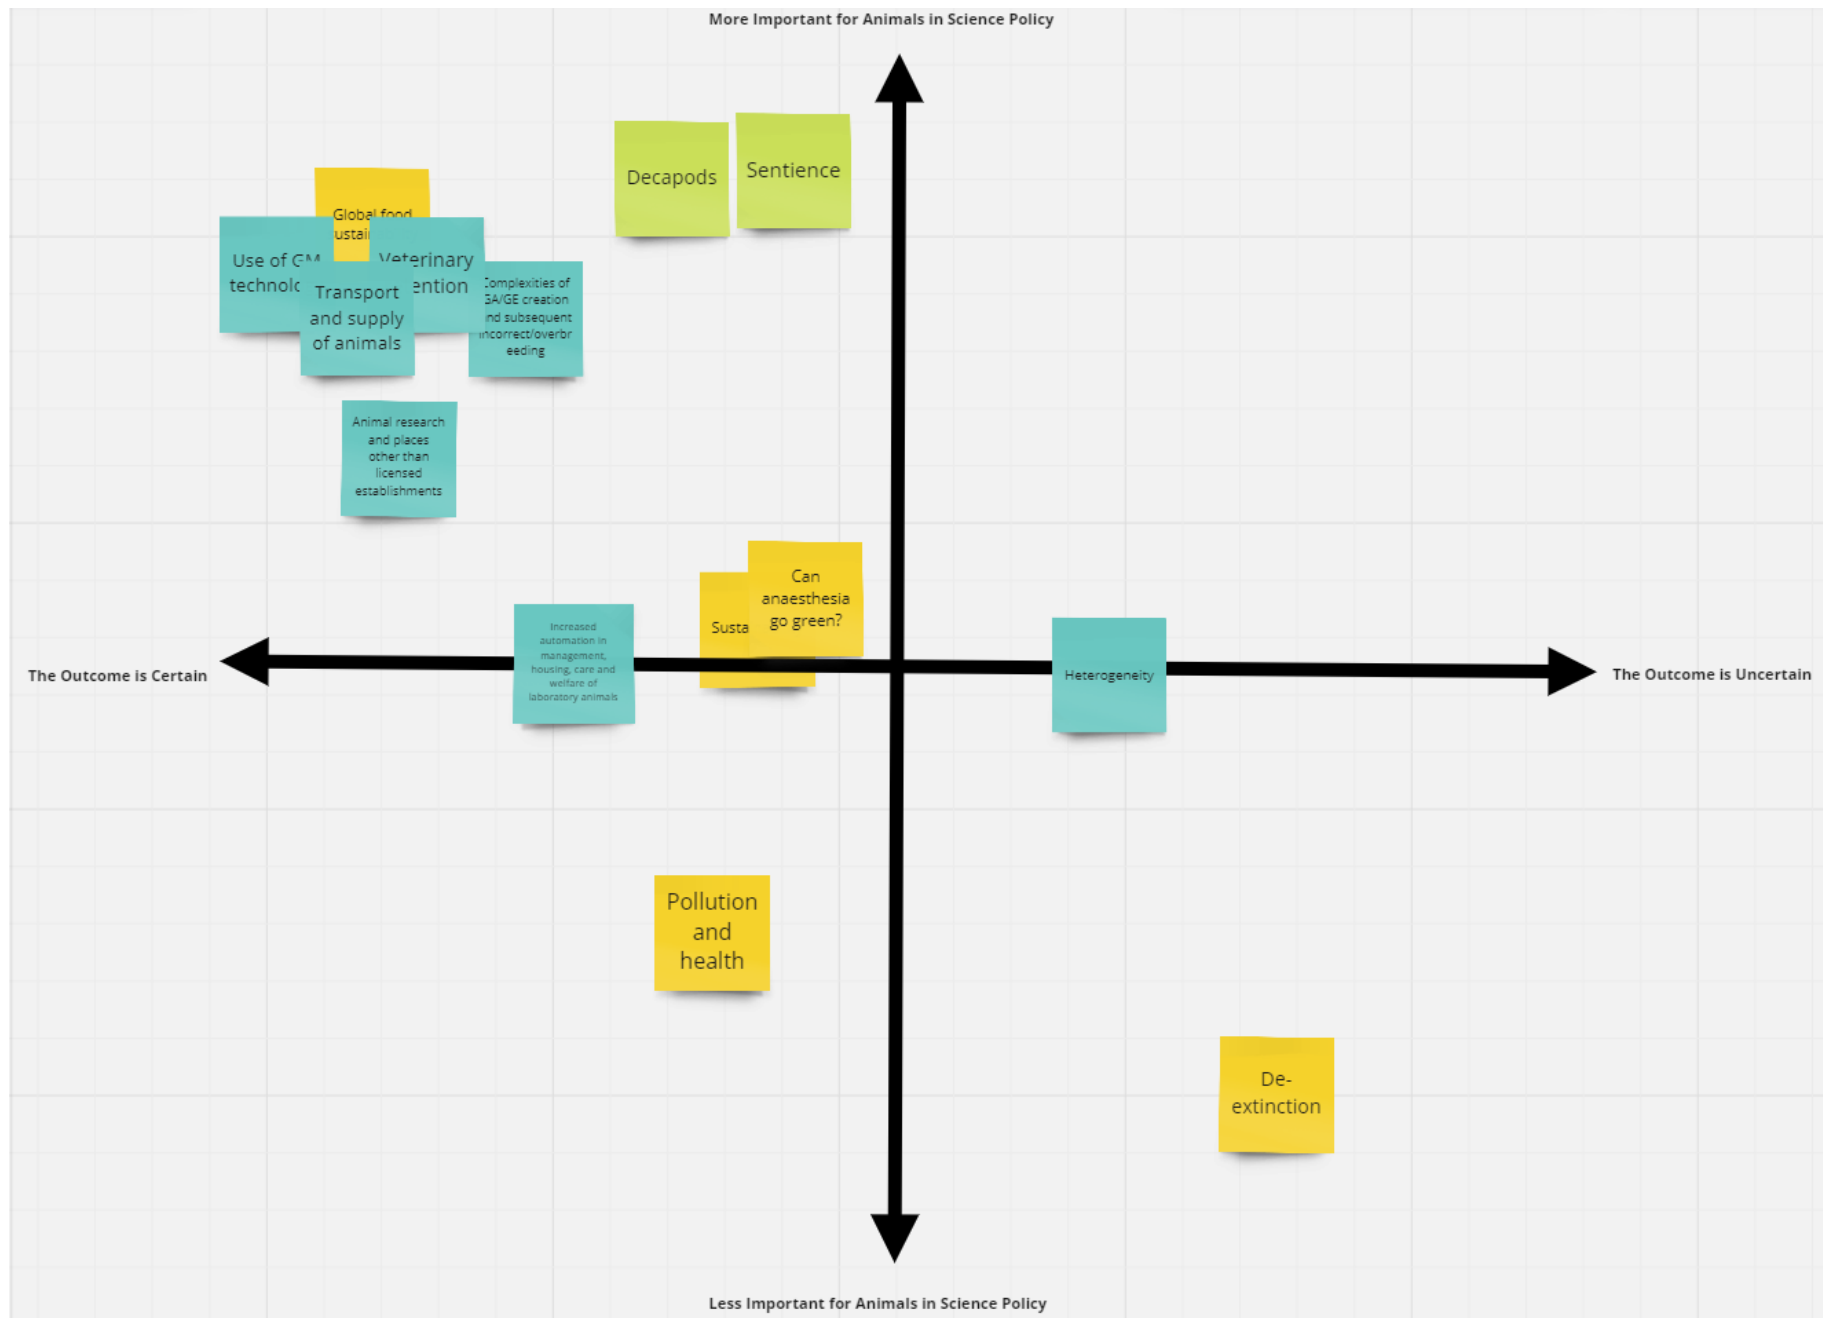 More Important for Animals in Science Policy
Decapods
Sentience
Global food
Use of GM
technolo
Veterinary
Transport
and supply
of animals
Complexities of
GA/GE creation
and subsequent
incorrect/overbr
eeding
Animal research
and places
other than
licensed
establishments
Can
anaesthesia
go green?
Susta
Increased
automation in
management,
housing, care and
welfare of
laboratory animals
Heterogeneity
The Outcome is Certain
The Outcome is Uncertain
Pollution
and
health
De-
extinction
Less Important for Animals in Science Policy